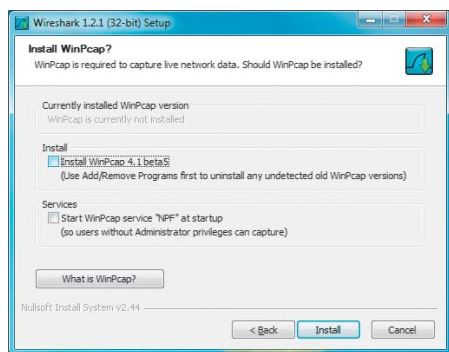 Wireshark 1.2.1 (32-bit) Setup
Install WinPcap?
WinPcap is required to capture live network data. Should WinPcap be installed?
Currently installed WinPcap version
WinPcap is currently not installed
Install
Install WinPcap 4.1 beta5
(Use Add/Remove Programs first to uninstall any undetected old WinPcap versions)
Services
Start WinPcap service "NPF" at startup
(so users without Administrator privileges can capture)
What is WinPcap?
Nullsoft Install System v2.44
< Back
Install
Cancel